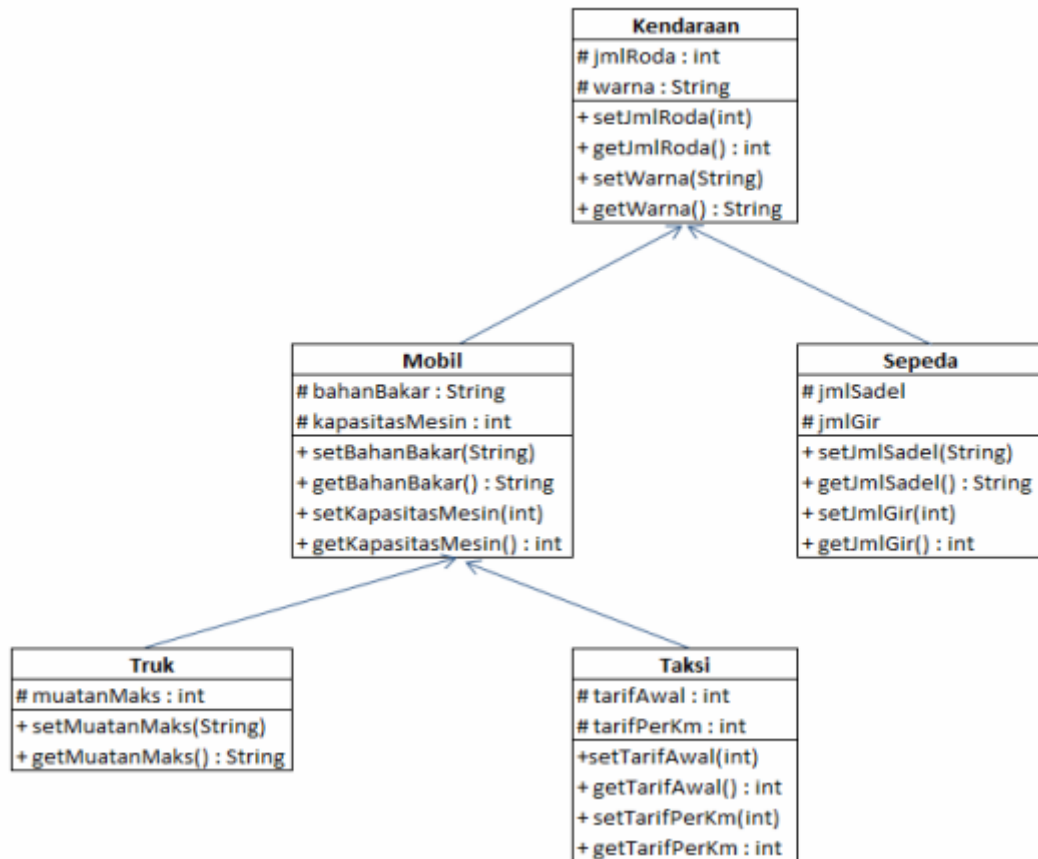 Kendaraan
# jmlRoda : int
# warna : String
+ setJmlRoda(int)
+ getJmlRoda() : int
+ setWarna(String)
+ getWarna() : String
Mobil
# bahanBakar : String
# kapasitasMesin : int
+ setBahanBakar(String)
+ getBahanBakar() : String
+ setKapasitasMesin(int)
+ getKapasitasMesin() : int
Sepeda
# jmlSadel
# jmlGir
+ setJmlSadel(String)
+ getJmlSadel() : String
+ setJmlGir(int)
+ getJmlGir() : int
Truk
# muatanMaks : int
+ setMuatanMaks(String)
+ getMuatanMaks() : String
Taksi
# tarifAwal : int
# tarifPerKm : int
+setTarifAwal(int)
+ getTarifAwal() : int
+ setTarifPerKm(int)
+ getTarifPerKm : int